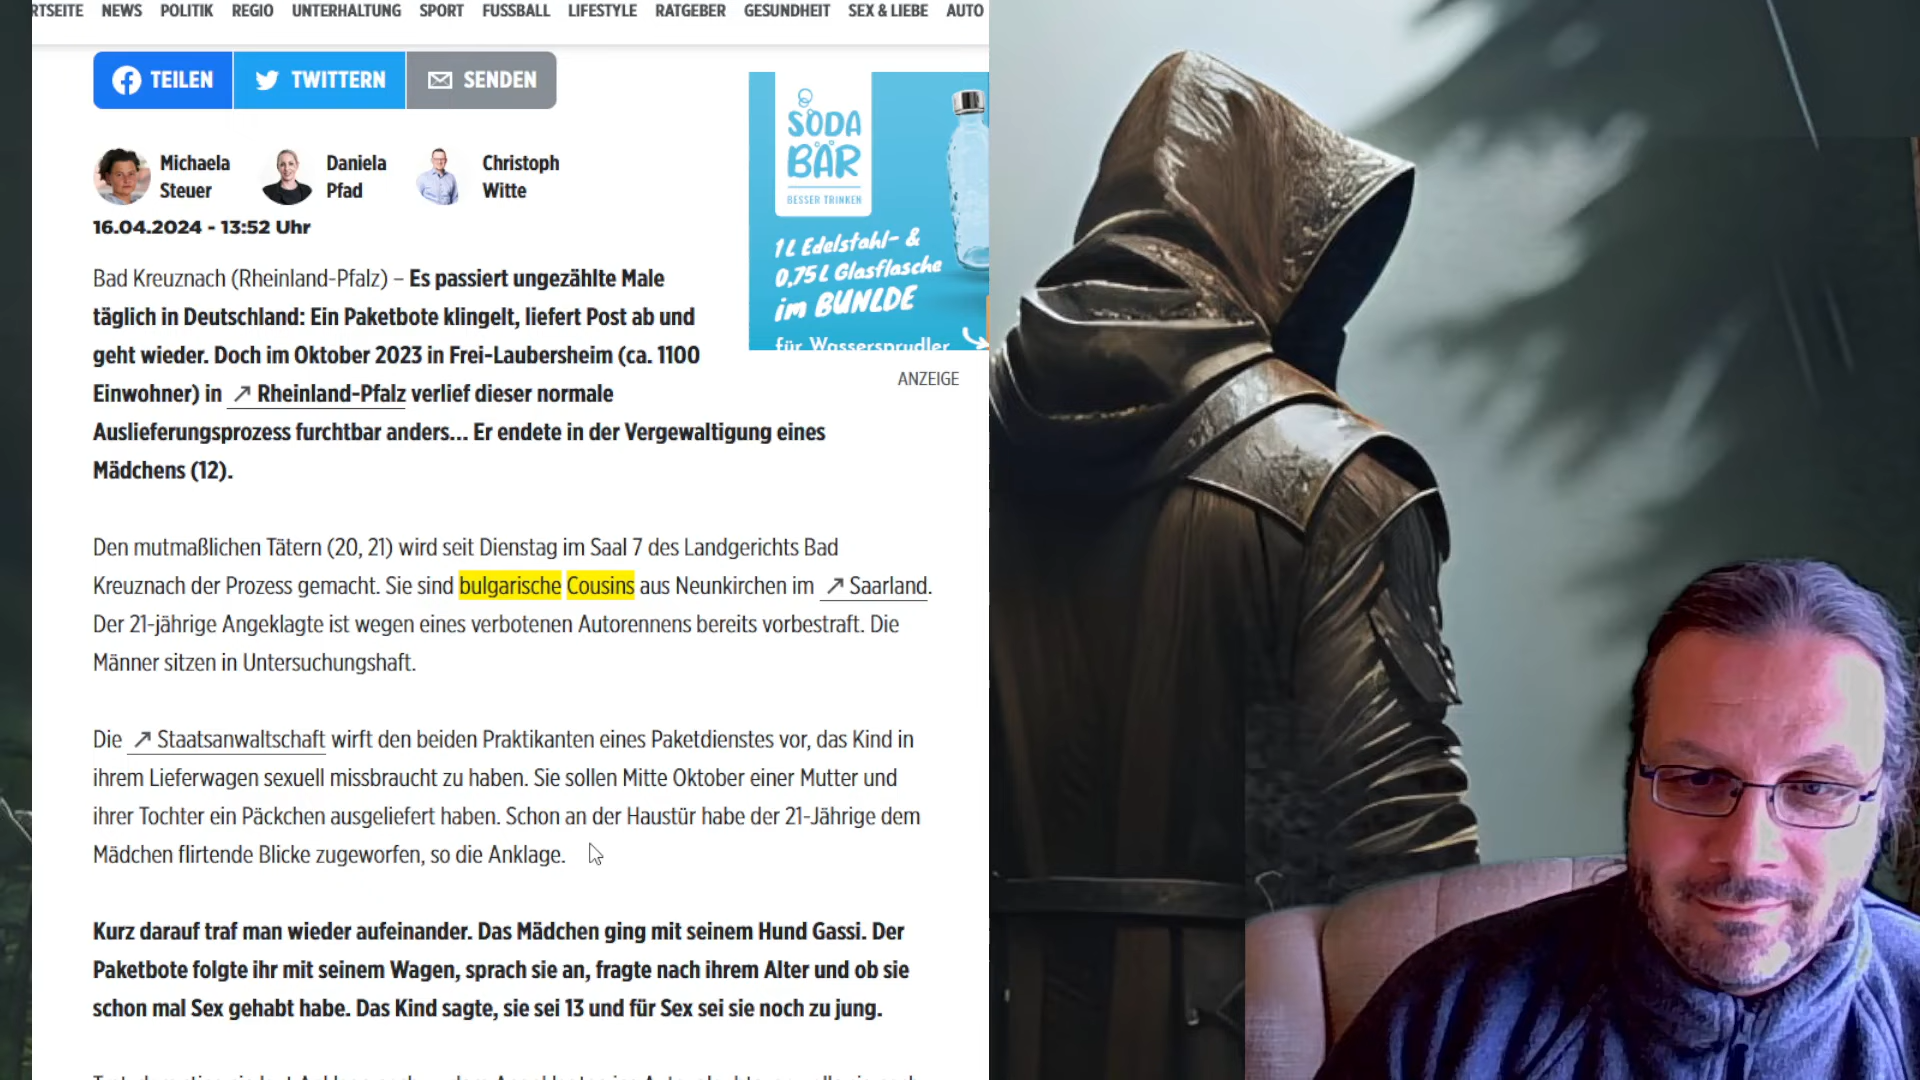 RTSEITE NEWS POLITIK REGIO UNTERHALTUNG SPORT FUSSBALL LIFESTYLE RATGEBER GESUNDHEIT SEX & LIEBE AUTO
TEILEN TWITTERN SENDEN
Michaela Steuer
Daniela Pfad
Christoph Witte
16.04.2024 - 13:52 Uhr
SODA
BÄR
BESSER TRINKEN
1 L Edelstahl- &
0,75 L Glasflasche
im BUNLDE
für Wassersprudler
ANZEIGE
Bad Kreuznach (Rheinland-Pfalz) – Es passiert ungezählte Male
täglich in Deutschland: Ein Paketbote klingelt, liefert Post ab und
geht wieder. Doch im Oktober 2023 in Frei-Laubersheim (ca. 1100
Einwohner) in ↗ Rheinland-Pfalz verlief dieser normale
Auslieferungsprozess furchtbar anders... Er endete in der Vergewaltigung eines
Mädchens (12).
Den mutmaßlichen Tätern (20, 21) wird seit Dienstag im Saal 7 des Landgerichts Bad
Kreuznach der Prozess gemacht. Sie sind bulgarische Cousins aus Neunkirchen im ↗ Saarland.
Der 21-jährige Angeklagte ist wegen eines verbotenen Autorennens bereits vorbestraft. Die
Männer sitzen in Untersuchungshaft.
Die ↗ Staatsanwaltschaft wirft den beiden Praktikanten eines Paketdienstes vor, das Kind in
ihrem Lieferwagen sexuell missbraucht zu haben. Sie sollen Mitte Oktober einer Mutter und
ihrer Tochter ein Päckchen ausgeliefert haben. Schon an der Haustür habe der 21-Jährige dem
Mädchen flirtende Blicke zugeworfen, so die Anklage.
Kurz darauf traf man wieder aufeinander. Das Mädchen ging mit seinem Hund Gassi. Der
Paketbote folgte ihr mit seinem Wagen, sprach sie an, fragte nach ihrem Alter und ob sie
schon mal Sex gehabt habe. Das Kind sagte, sie sei 13 und für Sex sei sie noch zu jung.